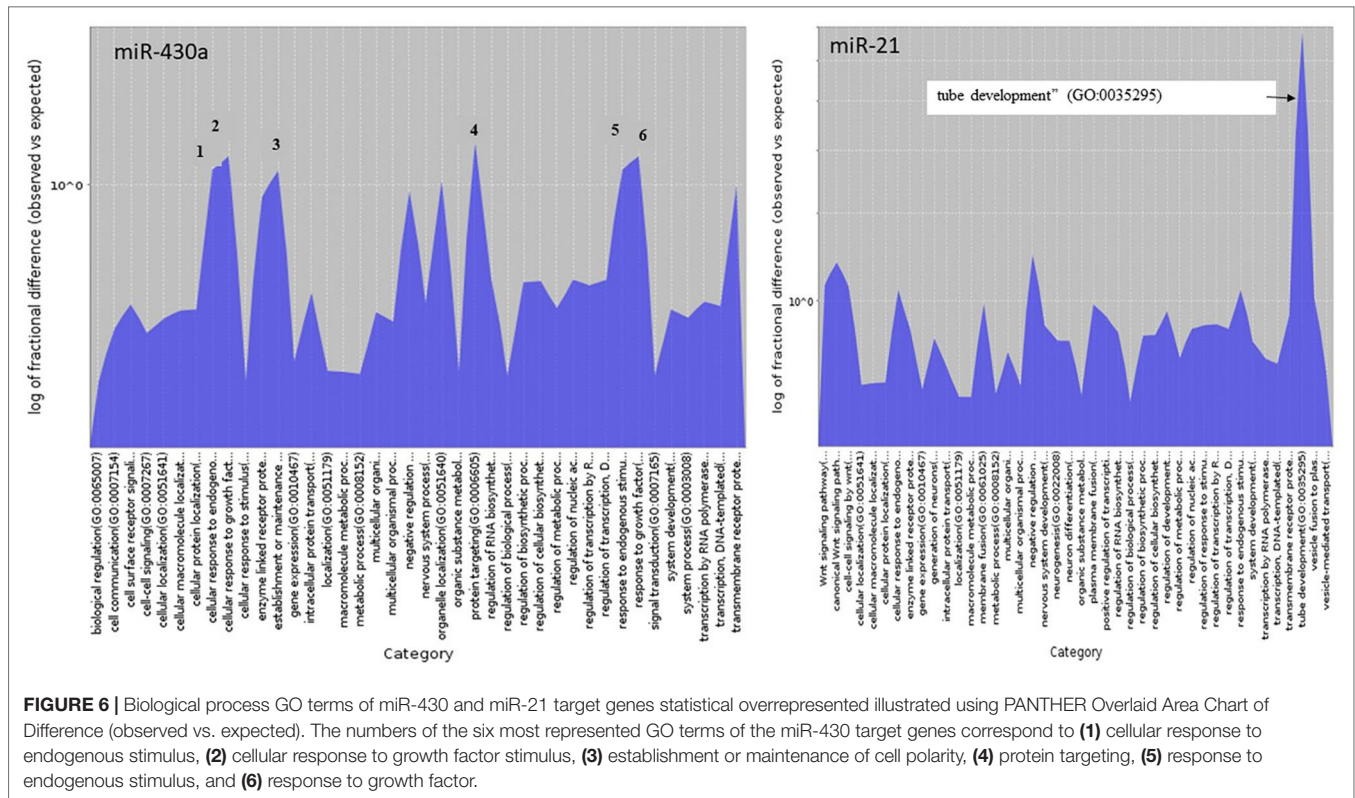 miR-430a
log of fractional difference (observed vs expected)
10^0
1
2
3
4
5
6
biological regulation(GO:0065007)
cell communication(GO:0007154)
cell surface receptor signali...
cell-cell signaling(GO:0007267)
cellular localization(GO:0051641)
cellular macromolecule localizat...
cellular protein localization(...
cellular response to endogeno...
cellular response to growth fact...
cellular response to stimulus(...
enzyme linked receptor prote...
establishment or maintenance ...
gene expression(GO:0010467)
intracellular protein transport(...
localization(GO:0051179)
macromolecule metabolic proc...
metabolic process(GO:0008152)
multicellular organi...
multicellular organismal proc...
negative regulation ...
nervous system process(...
organelle localization(GO:0051640)
organic substance metabol...
protein targeting(GO:0006605)
regulation of RNA biosynthet...
regulation of biological process(...
regulation of biosynthetic proc...
regulation of cellular biosynthet...
regulation of metabolic proc...
regulation of nucleic ac...
regulation of transcription by R...
regulation of transcription, D...
response to endogenous stimu...
response to growth factor(...
signal transduction(GO:0007165)
system development(...
system process(GO:0003008)
transcription by RNA polymerase...
transcription, DNA-templated(...
transmembrane receptor prote...
Category
miR-21
log of fractional difference (observed vs expected)
10^0
tube development” (GO:0035295)
Wnt signaling pathway(...
canonical Wnt signaling path...
cell-cell signaling by wnt(...
cellular localization(GO:0051641)
cellular macromolecule localizat...
cellular protein localization(...
cellular response to endogeno...
enzyme linked receptor prote...
gene expression(GO:0010467)
generation of neurons(...
intracellular protein transport(...
localization(GO:0051179)
macromolecule metabolic proc...
membrane fusion(GO:0061025)
metabolic process(GO:0008152)
multicellular organi...
multicellular organismal proc...
negative regulation ...
nervous system development(...
neurogenesis(GO:0022008)
neuron differentiation(...
organic substance metabol...
plasma membrane fusion(...
positive regulation of transcripti...
regulation of RNA biosynthet...
regulation of biological process(...
regulation of biosynthetic proc...
regulation of cellular biosynthet...
regulation of development...
regulation of metabolic proc...
regulation of nucleic ac...
regulation of response to stimu...
regulation of transcription by R...
regulation of transcription, D...
response to endogenous stimu...
system development(...
transcription by RNA polymerase...
transcription, DNA-templated(...
transmembrane receptor prote...
tube development(GO:0035295)
vesicle fusion to plas...
vesicle-mediated transport(...
Category
FIGURE 6 | Biological process GO terms of miR-430 and miR-21 target genes statistical overrepresented illustrated using PANTHER Overlaid Area Chart of
Difference (observed vs. expected). The numbers of the six most represented GO terms of the miR-430 target genes correspond to (1) cellular response to
endogenous stimulus, (2) cellular response to growth factor stimulus, (3) establishment or maintenance of cell polarity, (4) protein targeting, (5) response to
endogenous stimulus, and (6) response to growth factor.